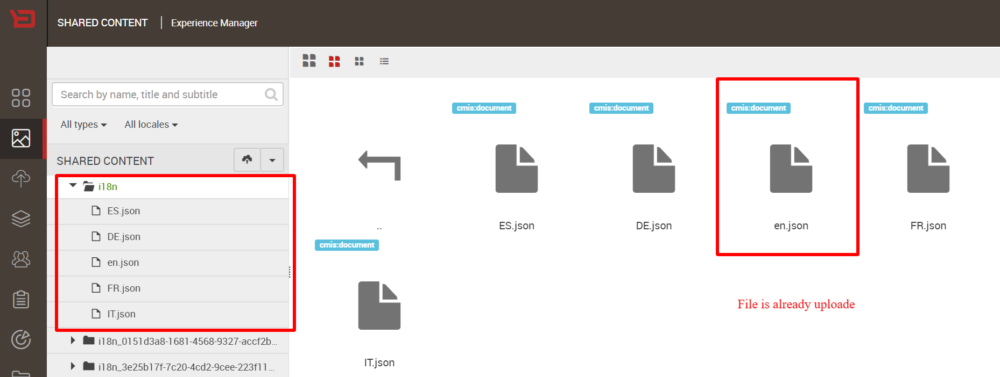 SHARED CONTENT | Experience Manager
Search by name, title and subtitle
All types All locales
SHARED CONTENT
i18n
ES.json
DE.json
en.json
FR.json
IT.json
i18n_0151d3a8-1681-4568-9327-accf2b...
i18n_3e25b17f-7c20-4cd2-9cee-223f11...
cmis:document cmis:document cmis:document cmis:document
.. ES.json DE.json en.json FR.json
cmis:document
IT.json
File is already uploade